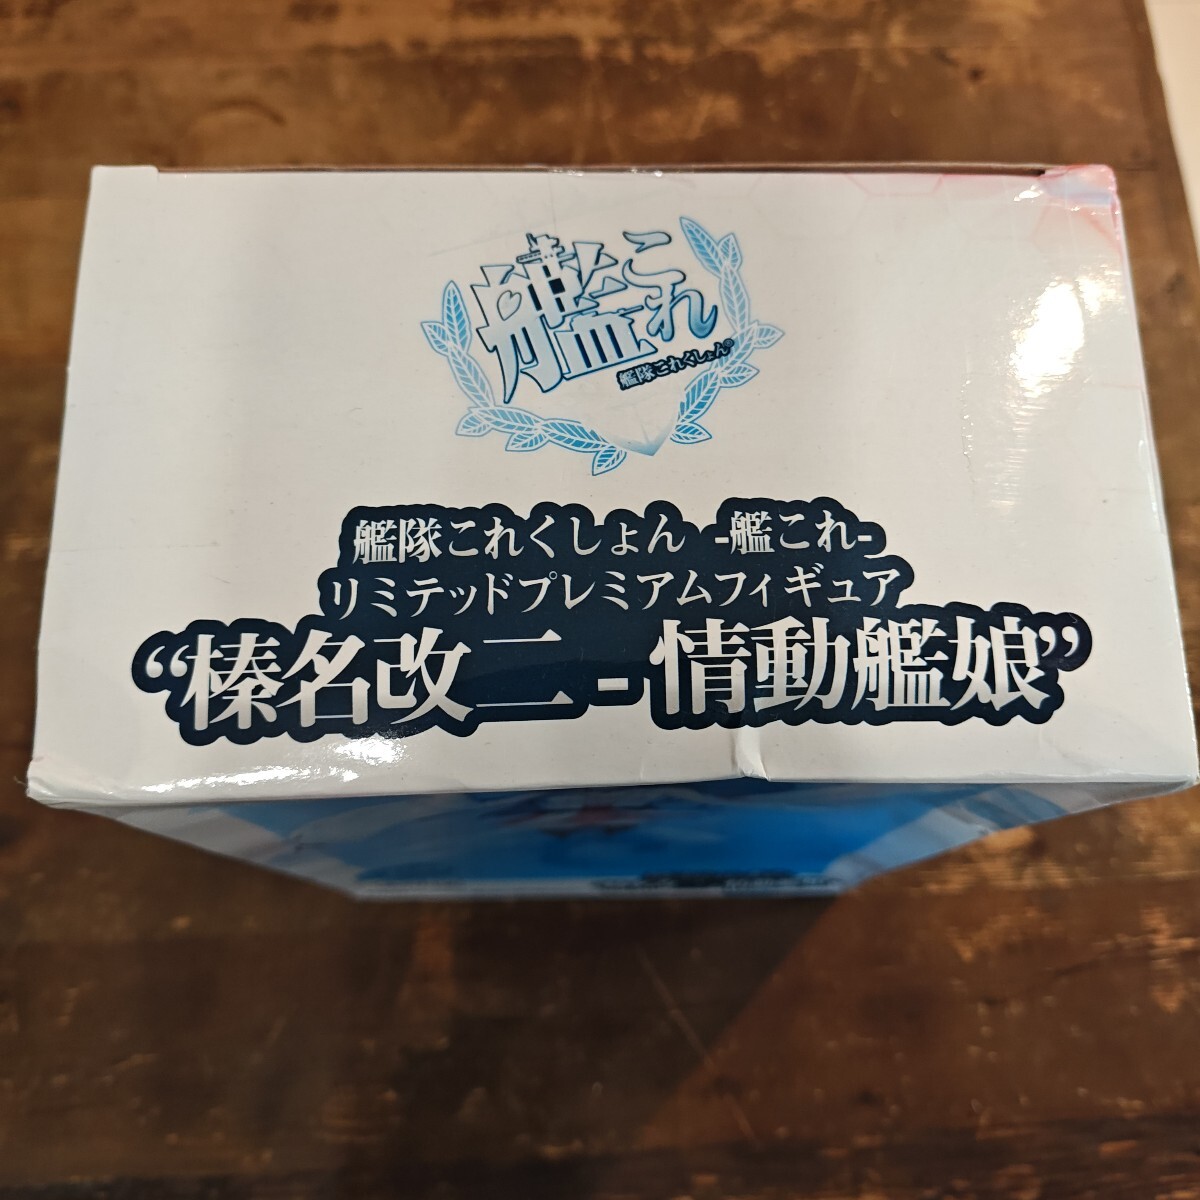 艦これ
艦隊これくしょん®
艦隊これくしょん -艦これ-
リミテッドプレミアムフィギュア
“榛名改二-情動艦娘”